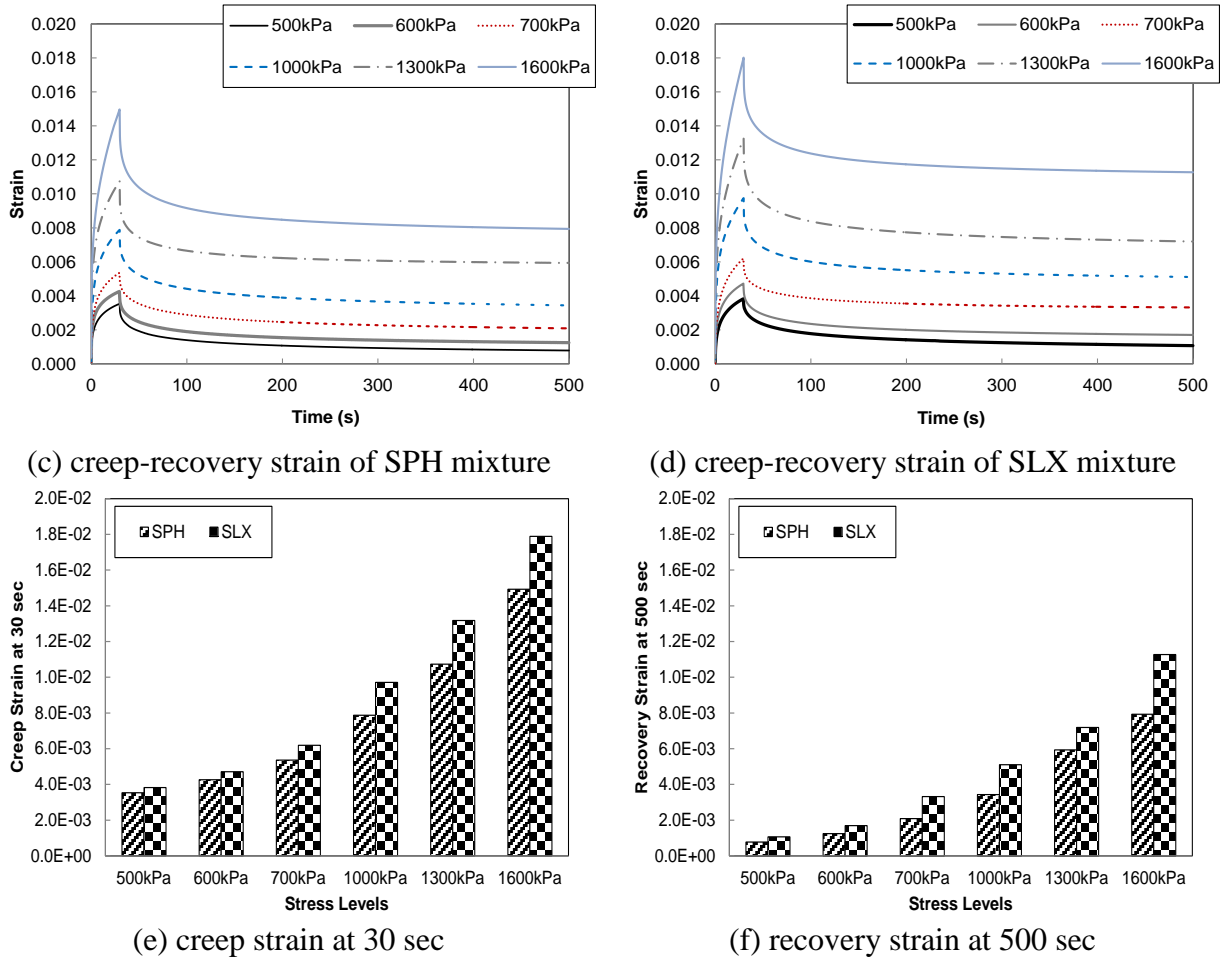 500kPa 600kPa 700kPa
1000kPa 1300kPa 1600kPa
0.020
0.018
0.016
0.014
0.012
0.010
0.008
0.006
0.004
0.002
0.000
Strain
0 100 200 300 400 500
Time (s)
(c) creep-recovery strain of SPH mixture
500kPa 600kPa 700kPa
1000kPa 1300kPa 1600kPa
0.020
0.018
0.016
0.014
0.012
0.010
0.008
0.006
0.004
0.002
0.000
Strain
0 100 200 300 400 500
Time (s)
(d) creep-recovery strain of SLX mixture
SPH SLX
2.0E-02
1.8E-02
1.6E-02
1.4E-02
1.2E-02
1.0E-02
8.0E-03
6.0E-03
4.0E-03
2.0E-03
0.0E+00
Creep Strain at 30 sec
500kPa 600kPa 700kPa 1000kPa 1300kPa 1600kPa
Stress Levels
(e) creep strain at 30 sec
SPH SLX
2.0E-02
1.8E-02
1.6E-02
1.4E-02
1.2E-02
1.0E-02
8.0E-03
6.0E-03
4.0E-03
2.0E-03
0.0E+00
Recovery Strain at 500 sec
500kPa 600kPa 700kPa 1000kPa 1300kPa 1600kPa
Stress Levels
(f) recovery strain at 500 sec